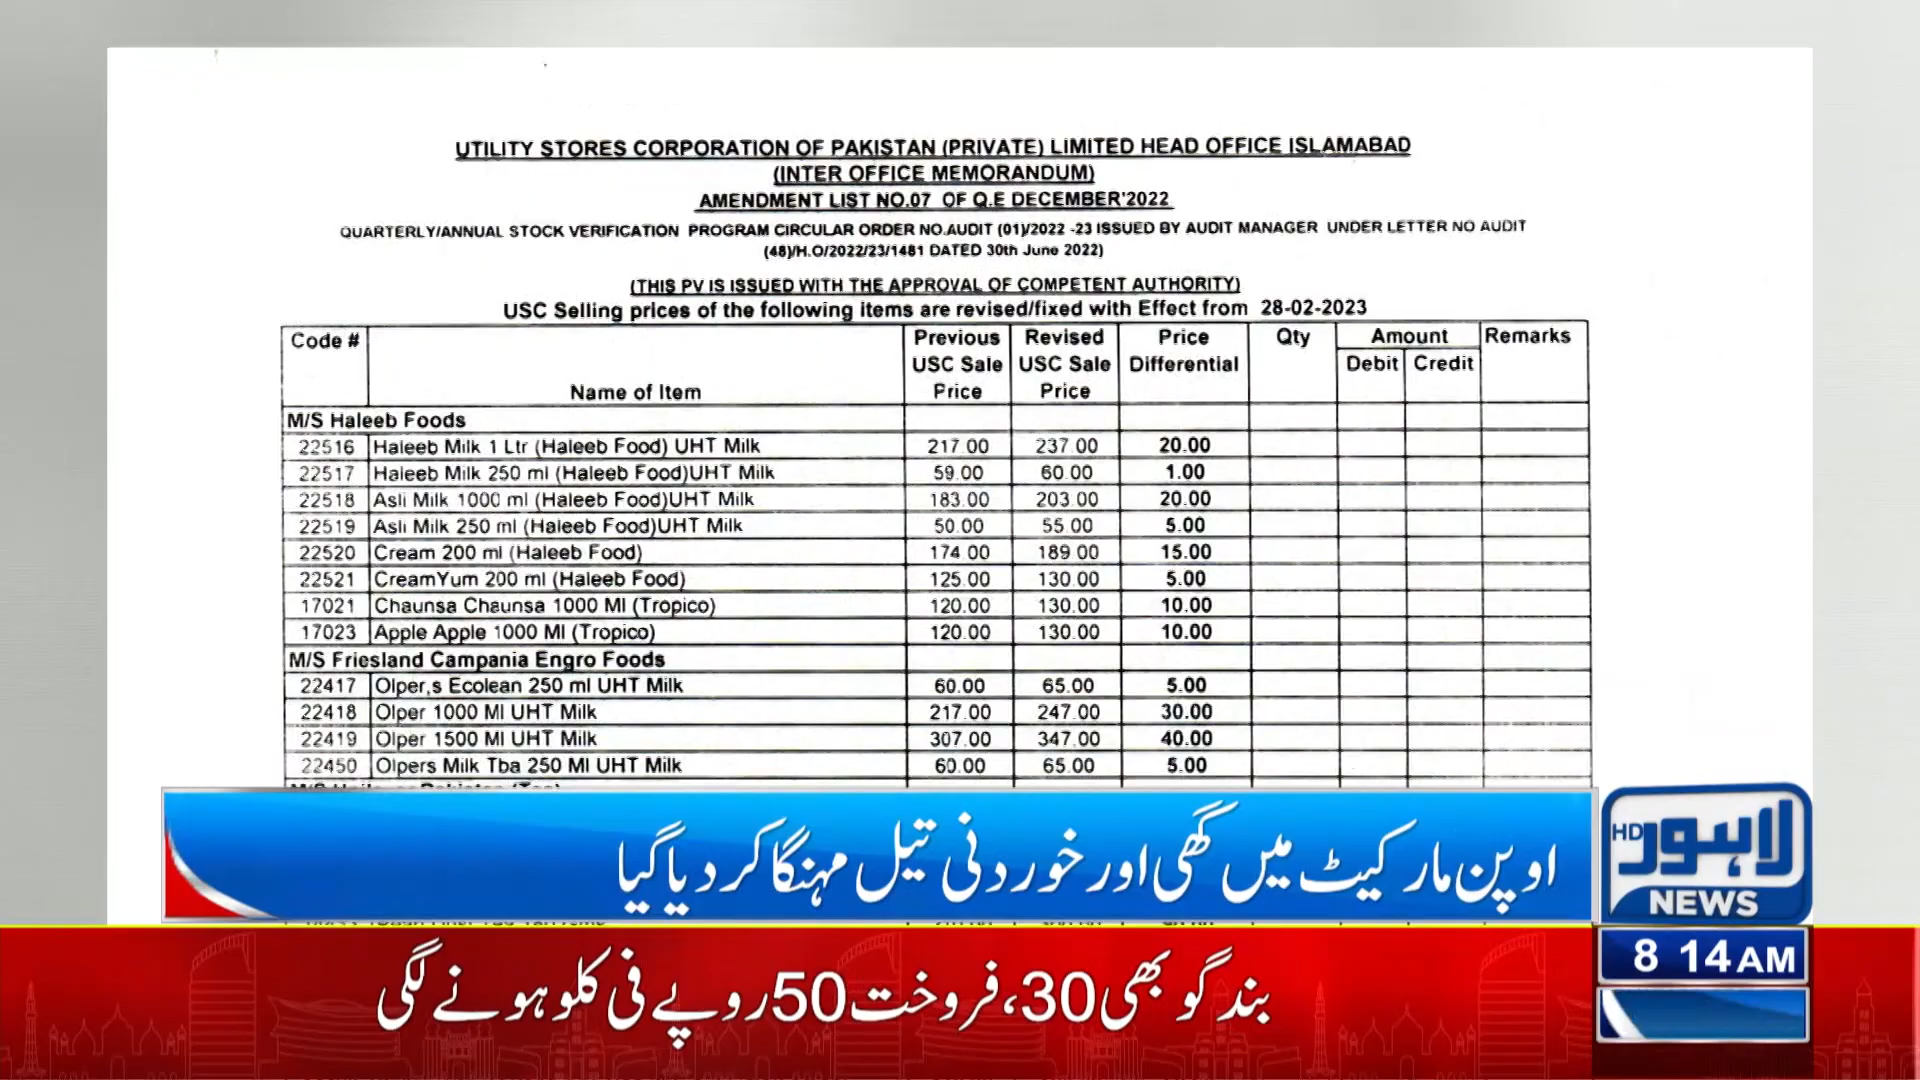 UTILITY STORES CORPORATION OF PAKISTAN (PRIVATE) LIMITED HEAD OFFICE ISLAMABAD
(INTER OFFICE MEMORANDUM)
AMENDMENT LIST NO.07 OF Q.E DECEMBER'2022
QUARTERLY/ANNUAL STOCK VERIFICATION PROGRAM CIRCULAR ORDER NO.AUDIT (01)/2022 -23 ISSUED BY AUDIT MANAGER UNDER LETTER NO AUDIT
(48)/H.O/2022/23/1481 DATED 30th June 2022)
(THIS PV IS ISSUED WITH THE APPROVAL OF COMPETENT AUTHORITY)
USC Selling prices of the following items are revised/fixed with Effect from 28-02-2023
Code # Name of Item Previous USC Sale Price Revised USC Sale Price Price Differential Qty Amount Debit Credit Remarks
M/S Haleeb Foods
22516 Haleeb Milk 1 Ltr (Haleeb Food) UHT Milk 217.00 237.00 20.00
22517 Haleeb Milk 250 ml (Haleeb Food)UHT Milk 59.00 60.00 1.00
22518 Asli Milk 1000 ml (Haleeb Food)UHT Milk 183.00 203.00 20.00
22519 Asli Milk 250 ml (Haleeb Food)UHT Milk 50.00 55.00 5.00
22520 Cream 200 ml (Haleeb Food) 174.00 189.00 15.00
22521 CreamYum 200 ml (Haleeb Food) 125.00 130.00 5.00
17021 Chaunsa Chaunsa 1000 Ml (Tropico) 120.00 130.00 10.00
17023 Apple Apple 1000 Ml (Tropico) 120.00 130.00 10.00
M/S Friesland Campania Engro Foods
22417 Olper,s Ecolean 250 ml UHT Milk 60.00 65.00 5.00
22418 Olper 1000 Ml UHT Milk 217.00 247.00 30.00
22419 Olper 1500 Ml UHT Milk 307.00 347.00 40.00
22450 Olpers Milk Tba 250 Ml UHT Milk 60.00 65.00 5.00
اوپن مارکیٹ میں گھی اور خوردنی تیل مہنگا کر دیا گیا
لاہور HD
NEWS
8 14 AM
بند گوبھی 30، فروخت 50 روپے فی کلو ہونے لگی